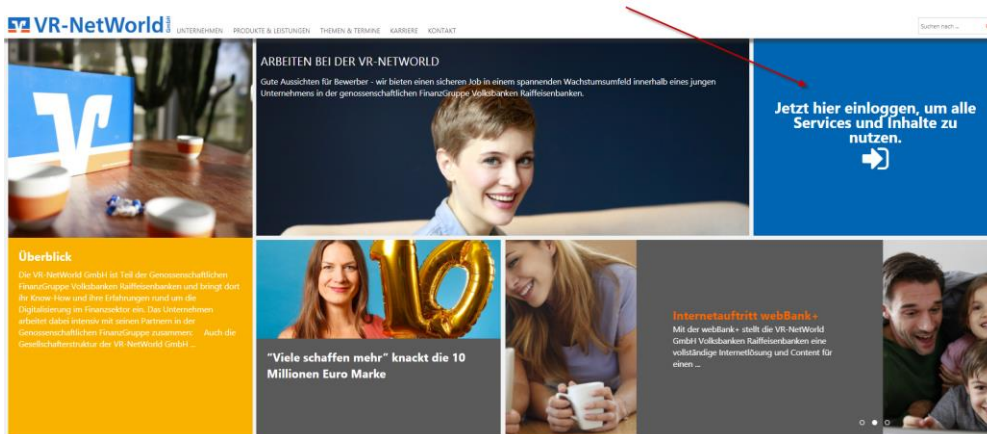 VR-NetWorld GmbH
UNTERNEHMEN PRODUKTE & LEISTUNGEN THEMEN & TERMINE KARRIERE KONTAKT
Suchen nach ...
ARBEITEN BEI DER VR-NETWORLD
Gute Aussichten für Bewerber - wir bieten einen sicheren Job in einem spannenden Wachstumsumfeld innerhalb eines jungen
Unternehmens in der genossenschaftlichen FinanzGruppe Volksbanken Raiffeisenbanken.
Jetzt hier einloggen, um alle
Services und Inhalte zu
nutzen.
Überblick
Die VR-NetWorld GmbH ist Teil der Genossenschaftlichen
FinanzGruppe Volksbanken Raiffeisenbanken und bringt dort
ihr Know-How und ihre Erfahrungen rund um die
Digitalisierung im Finanzsektor ein. Das Unternehmen
arbeitet dabei intensiv mit seinen Partnern in der
Genossenschaftlichen FinanzGruppe zusammen. Auch die
Gesellschafterstruktur der VR-NetWorld GmbH ...
10
"Viele schaffen mehr" knackt die 10
Millionen Euro Marke
Internetauftritt webBank+
Mit der webBank+ stellt die VR-NetWorld
GmbH Volksbanken Raiffeisenbanken eine
vollständige Internetlösung und Content für
einen ...